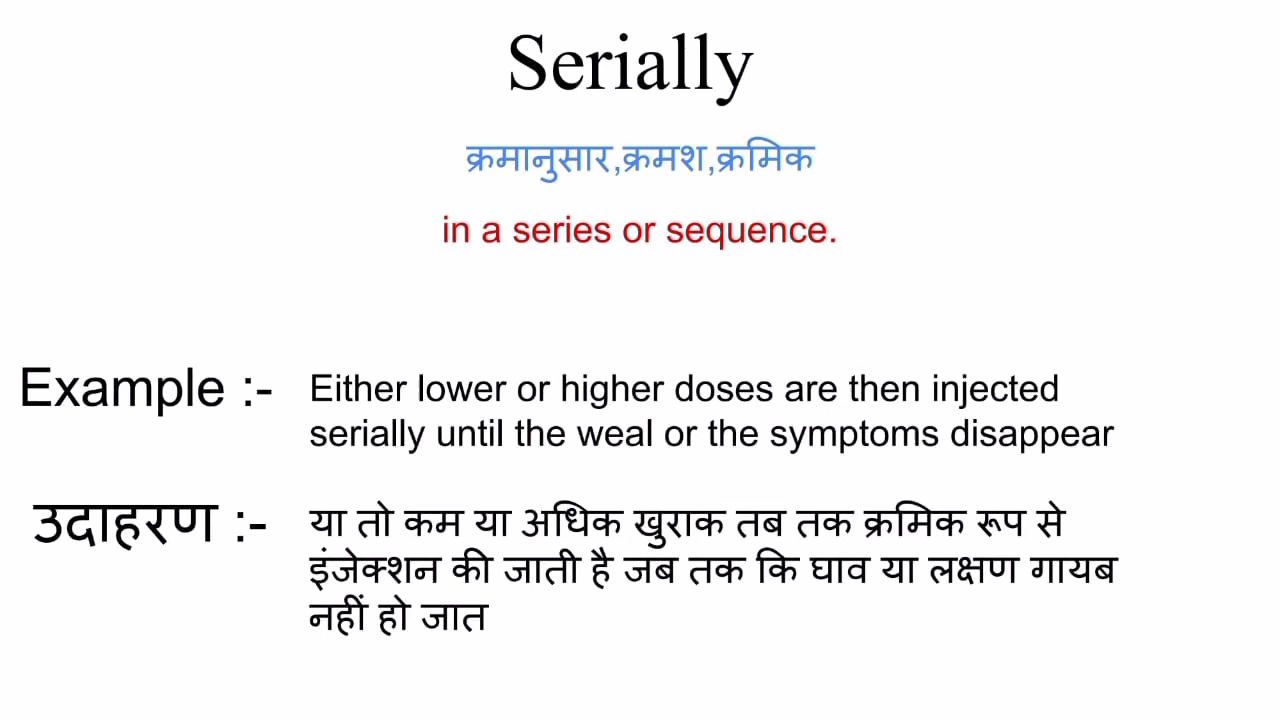 Serially
क्रमानुसार,क्रमश,क्रमिक
in a series or sequence.
Example :- Either lower or higher doses are then injected
serially until the weal or the symptoms disappear
उदाहरण :- या तो कम या अधिक खुराक तब तक क्रमिक रूप से
इंजेक्शन की जाती है जब तक कि घाव या लक्षण गायब
नहीं हो जात